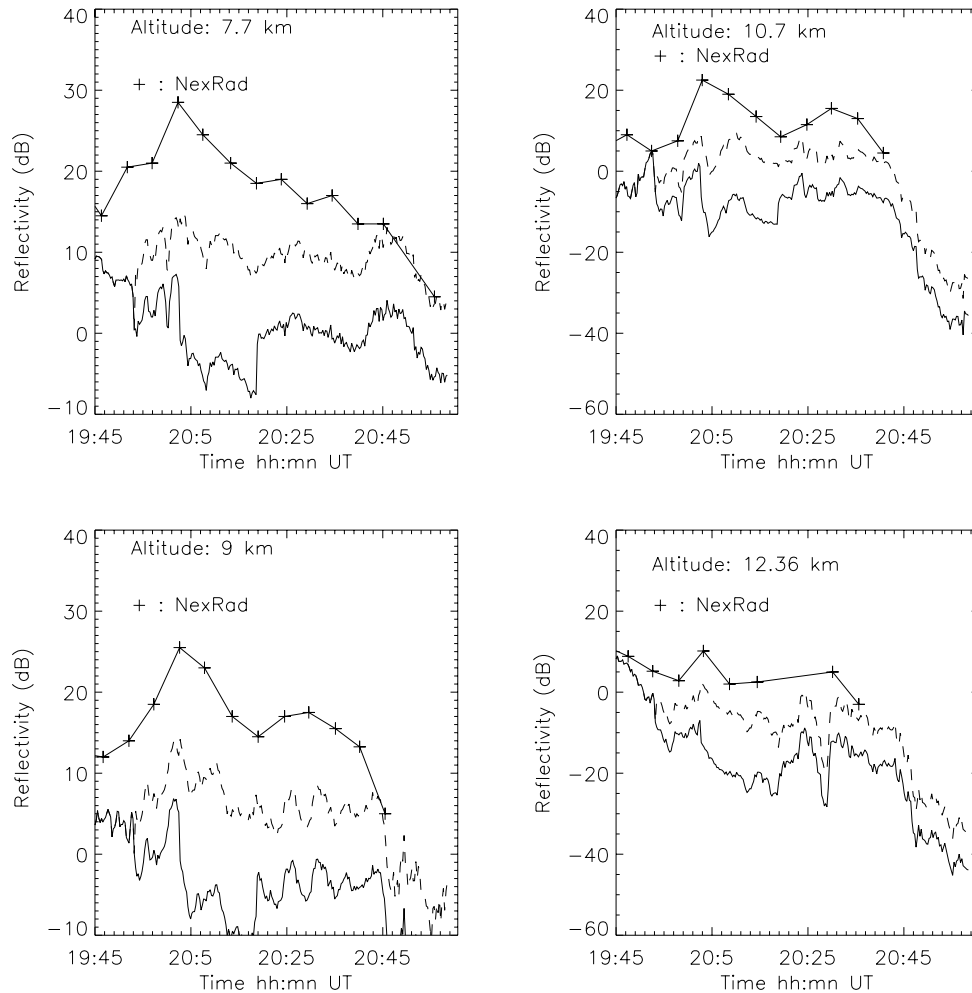 Altitude: 7.7 km
+ : NexRad
40
30
20
10
0
−10
Reflectivity (dB)
19:45 20:5 20:25 20:45
Time hh:mn UT
Altitude: 10.7 km
+ : NexRad
40
20
0
−20
−40
−60
Reflectivity (dB)
19:45 20:5 20:25 20:45
Time hh:mn UT
Altitude: 9 km
+ : NexRad
40
30
20
10
0
−10
Reflectivity (dB)
19:45 20:5 20:25 20:45
Time hh:mn UT
Altitude: 12.36 km
+ : NexRad
40
20
0
−20
−40
−60
Reflectivity (dB)
19:45 20:5 20:25 20:45
Time hh:mn UT